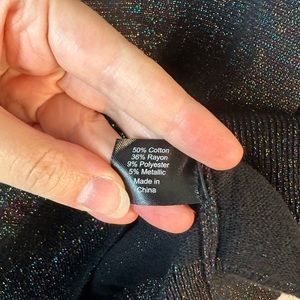 50% Cotton
36% Rayon
9% Polyester
5% Metallic
Made in
China